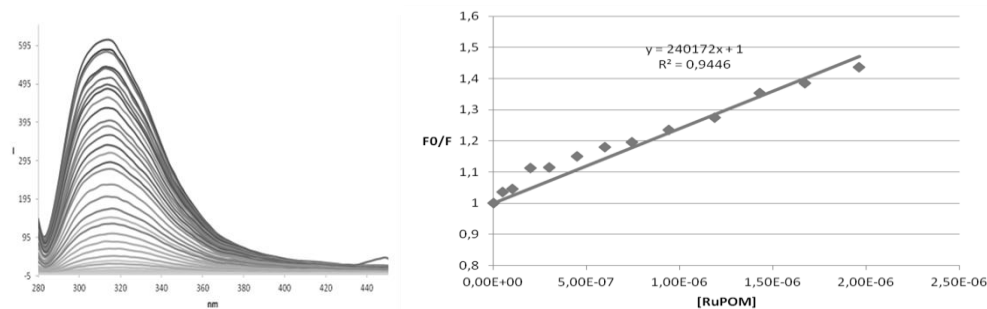 595
495
I
395
295
195
95
-5
280 300 320 340 360 380 400 420 440
nm
1,6
1,5
y = 240172x + 1
R² = 0,9446
1,4
1,3
F0/F
1,2
1,1
1
0,9
0,8
0,00E+00 5,00E-07 1,00E-06 1,50E-06 2,00E-06 2,50E-06
[RuPOM]